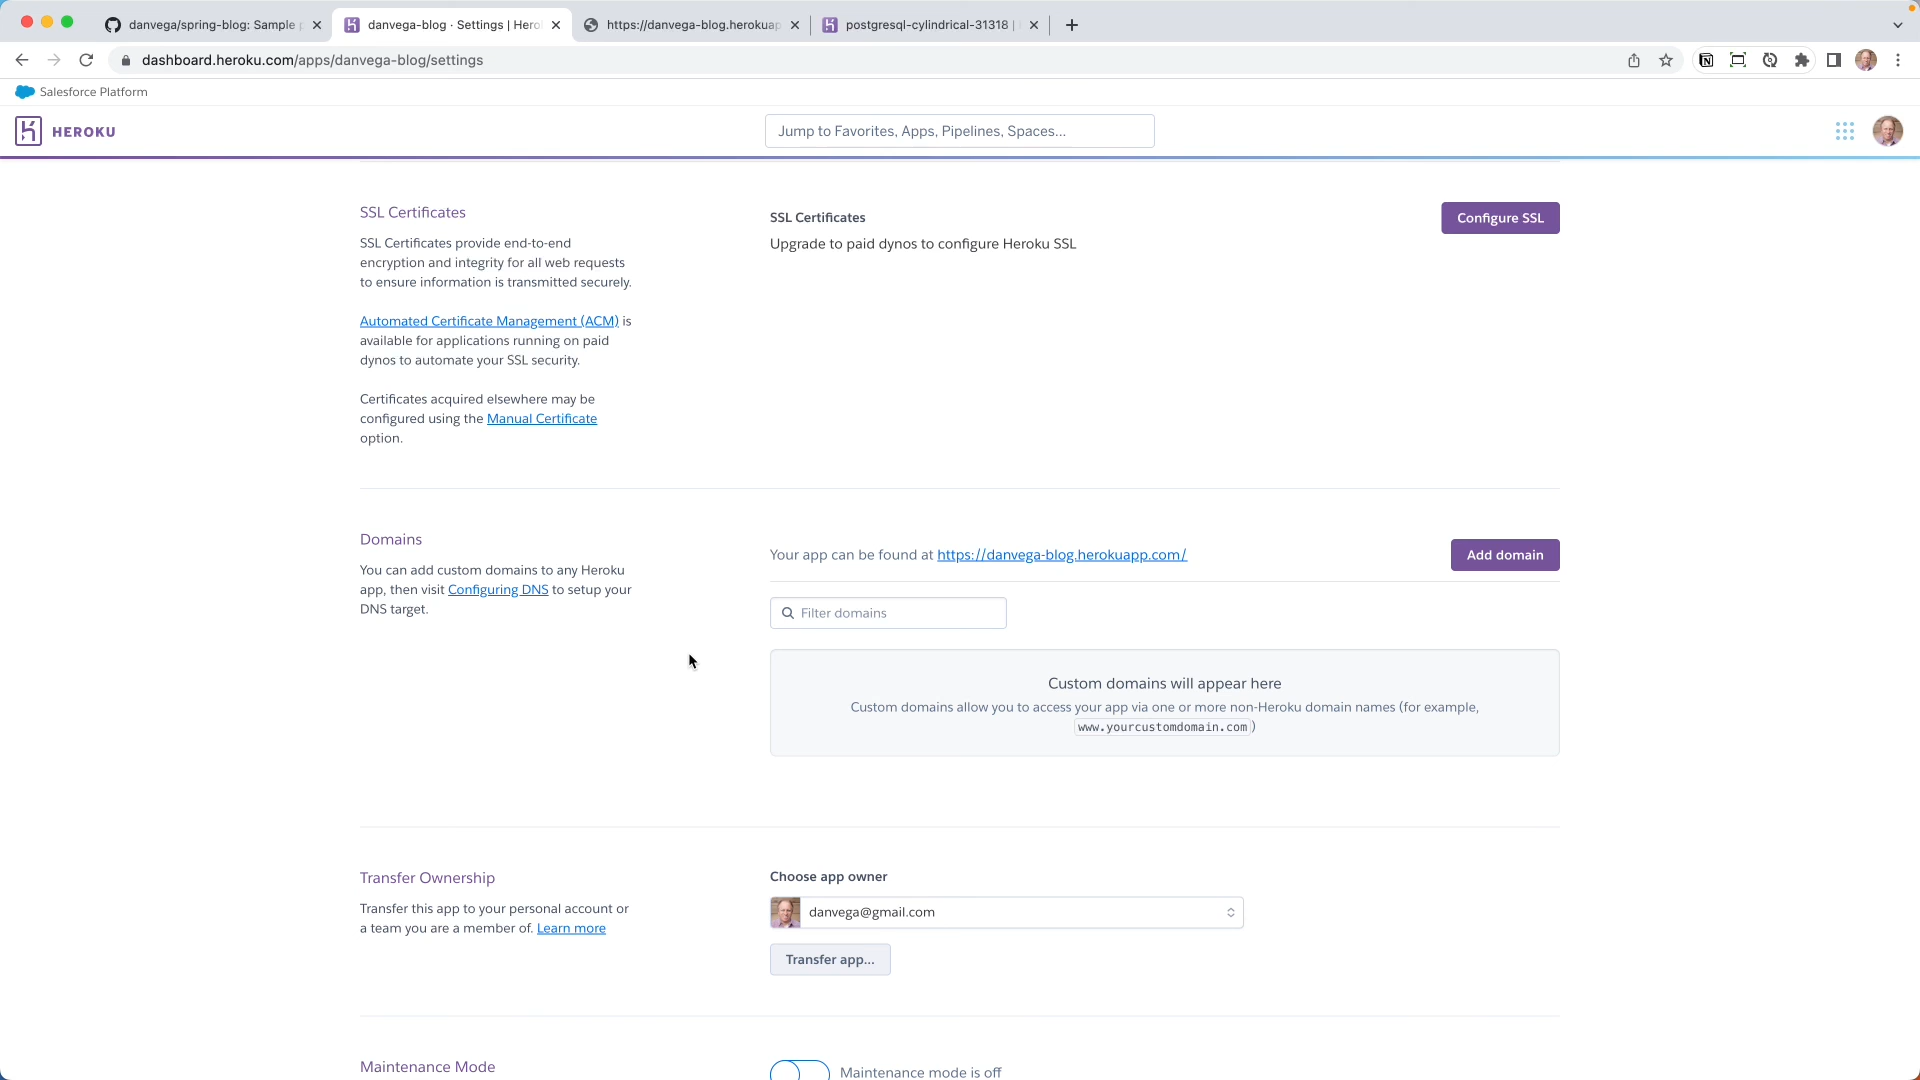 danvega/spring-blog: Sample
danvega-blog · Settings | Hero
https://danvega-blog.herokuap
postgresql-cylindrical-31318 |
dashboard.heroku.com/apps/danvega-blog/settings
Salesforce Platform
HEROKU
Jump to Favorites, Apps, Pipelines, Spaces...
SSL Certificates
SSL Certificates provide end-to-end
encryption and integrity for all web requests
to ensure information is transmitted securely.
Automated Certificate Management (ACM) is
available for applications running on paid
dynos to automate your SSL security.
Certificates acquired elsewhere may be
configured using the Manual Certificate
option.
SSL Certificates
Upgrade to paid dynos to configure Heroku SSL
Configure SSL
Domains
You can add custom domains to any Heroku
app, then visit Configuring DNS to setup your
DNS target.
Your app can be found at https://danvega-blog.herokuapp.com/
Add domain
Filter domains
Custom domains will appear here
Custom domains allow you to access your app via one or more non-Heroku domain names (for example,
www.yourcustomdomain.com)
Transfer Ownership
Transfer this app to your personal account or
a team you are a member of. Learn more
Choose app owner
danvega@gmail.com
Transfer app...
Maintenance Mode
Maintenance mode is off